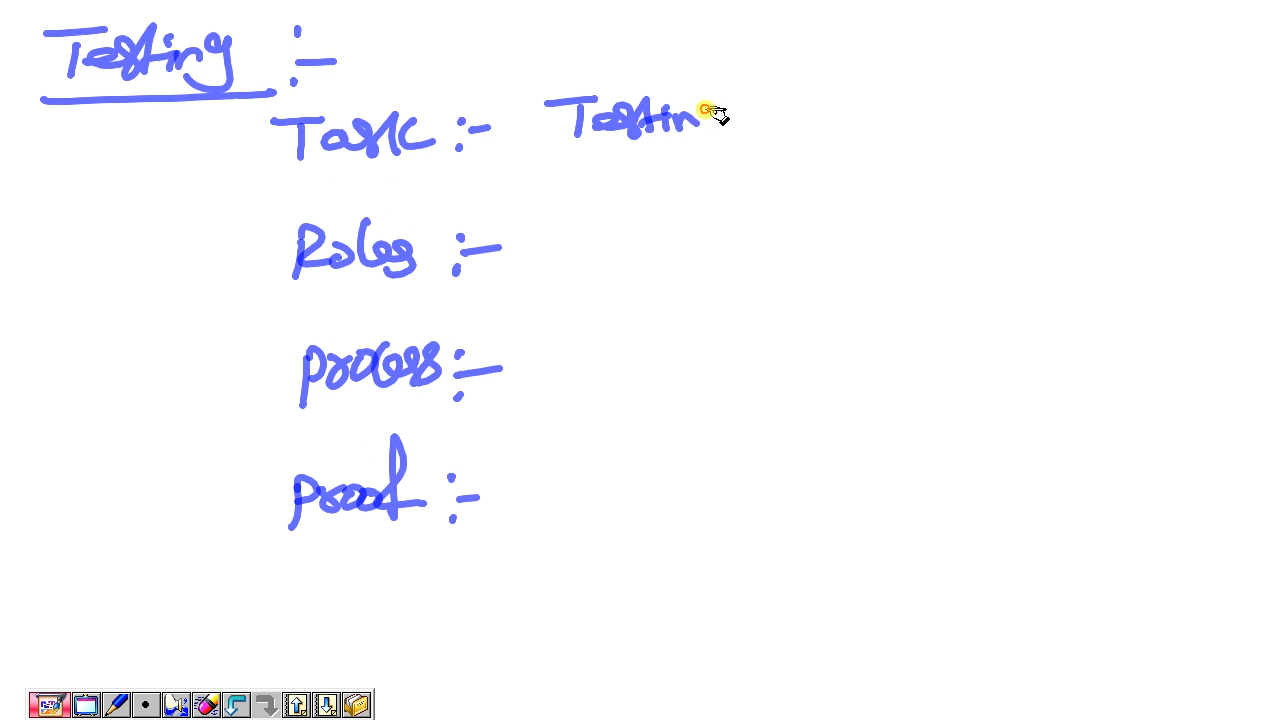 Testing :-
Task :- Testin
Roles :-
process :-
proof :-